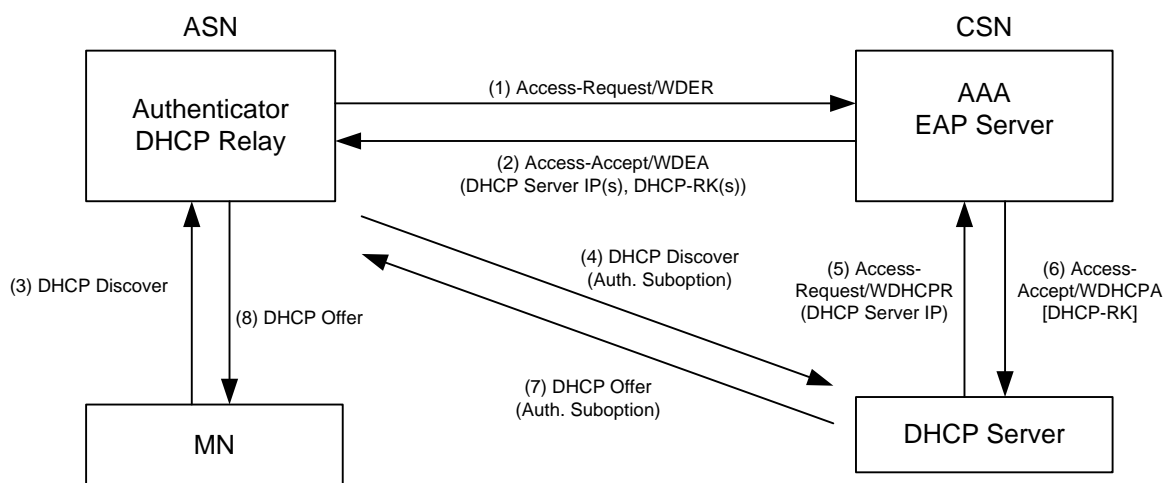 ASN
CSN
Authenticator
DHCP Relay
(1) Access-Request/WDER
AAA
EAP Server
(2) Access-Accept/WDEA
(DHCP Server IP(s), DHCP-RK(s))
(3) DHCP Discover
(8) DHCP Offer
(4) DHCP Discover
(Auth. Suboption)
(5) Access-
Request/WDHCPR
(DHCP Server IP)
(6) Access-
Accept/WDHCPA
[DHCP-RK]
(7) DHCP Offer
(Auth. Suboption)
MN
DHCP Server